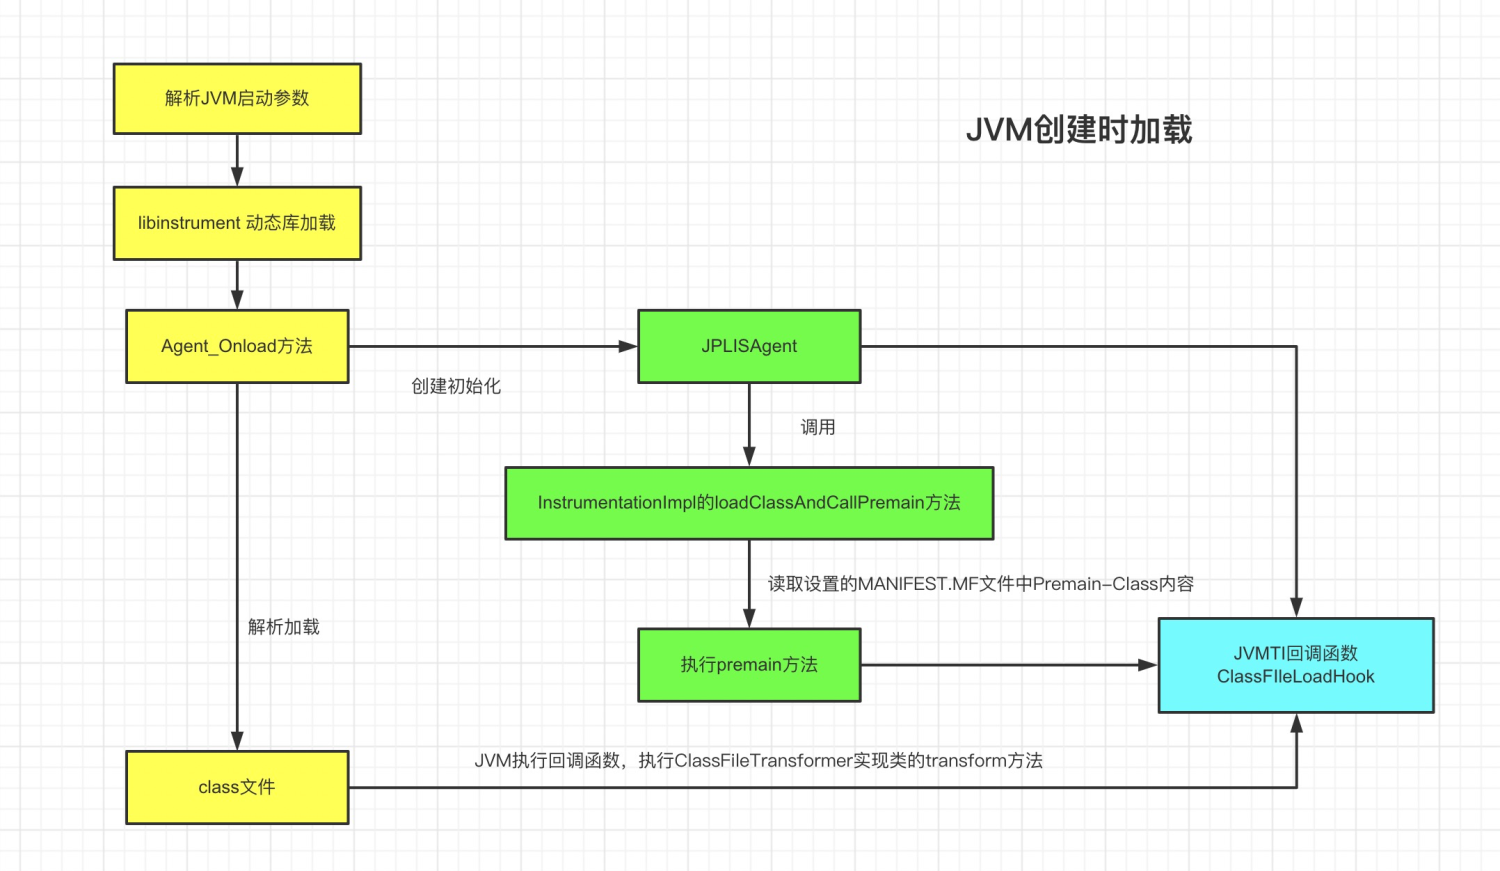 解析JVM启动参数
JVM创建时加载
libinstrument 动态库加载
Agent_Onload方法
JPLISAgent
创建初始化
调用
InstrumentationImpl的loadClassAndCallPremain方法
读取设置的MANIFEST.MF文件中Premain-Class内容
解析加载
执行premain方法
JVMTI回调函数
ClassFIleLoadHook
JVM执行回调函数，执行ClassFileTransformer实现类的transform方法
class文件